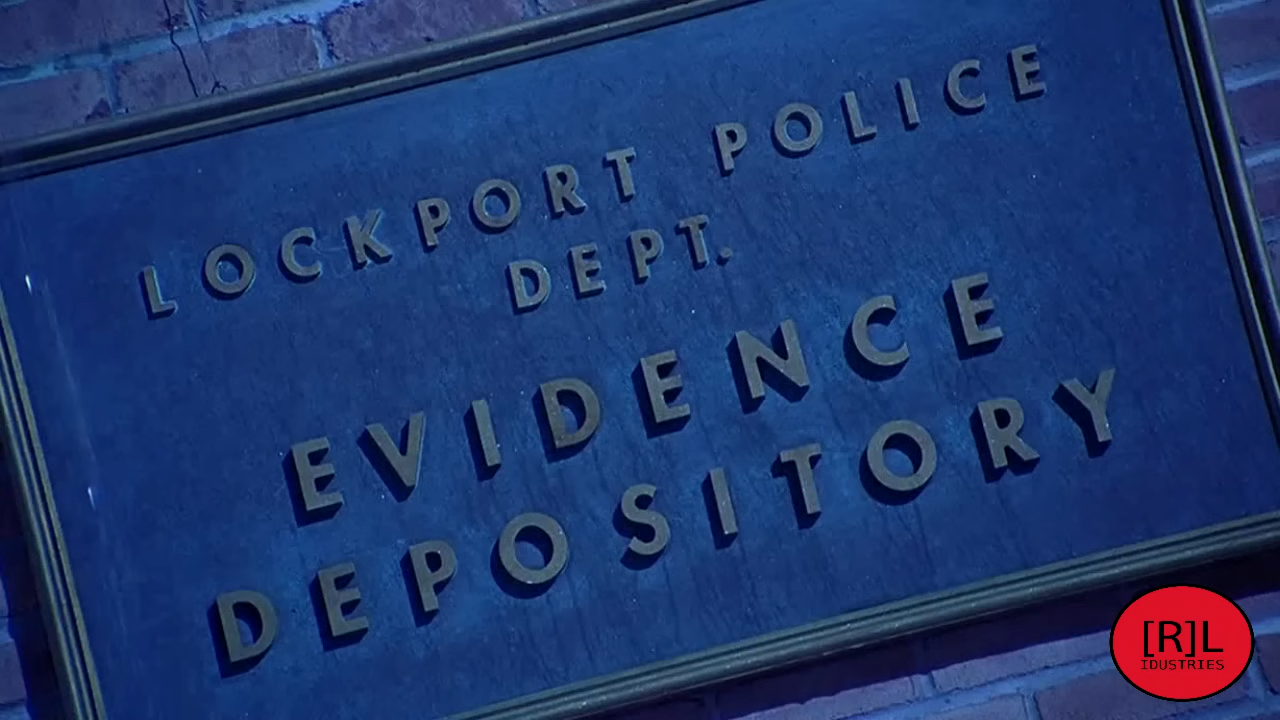 LOCKPORT POLICE
DEPT.
EVIDENCE
DEPOSITORY
[R]L
IDUSTRIES